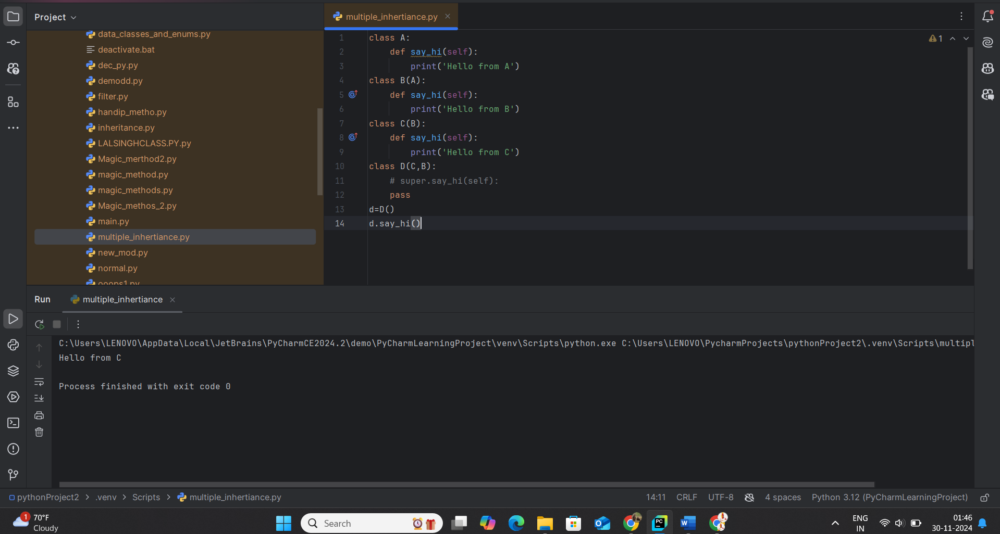 Project
data_classes_and_enums.py
deactivate.bat
dec_py.py
demodd.py
filter.py
handip_metho.py
inheritance.py
LALSINGHCLASS.PY.py
Magic_merthod2.py
magic_method.py
magic_methods.py
Magic_methos_2.py
main.py
multiple_inhertiance.py
new_mod.py
normal.py
ooops1.py
multiple_inhertiance.py
1
1 class A:
2 def say_hi(self):
3 print('Hello from A')
4 class B(A):
5 def say_hi(self):
6 print('Hello from B')
7 class C(B):
8 def say_hi(self):
9 print('Hello from C')
10 class D(C,B):
11 # super.say_hi(self):
12 pass
13 d=D()
14 d.say_hi()
Run multiple_inhertiance
C:\Users\LENOVO\AppData\Local\JetBrains\PyCharmCE2024.2\demo\PyCharmLearningProject\venv\Scripts\python.exe C:\Users\LENOVO\PycharmProjects\pythonProject2\.venv\Scripts\multipl
Hello from C
Process finished with exit code 0
pythonProject2 > .venv > Scripts > multiple_inhertiance.py 14:11 CRLF UTF-8 4 spaces Python 3.12 (PyCharmLearningProject)
1
70°F
Cloudy
Search
PC
W
ENG
IN
01:46
30-11-2024